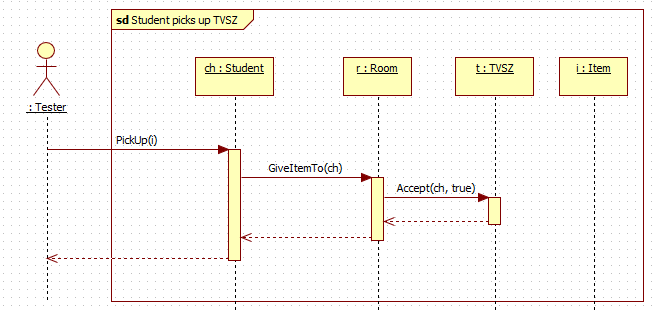 sd Student picks up TVSZ
ch : Student
r : Room
t : TVSZ
i : Item
: Tester
PickUp(i)
GiveItemTo(ch)
Accept(ch, true)